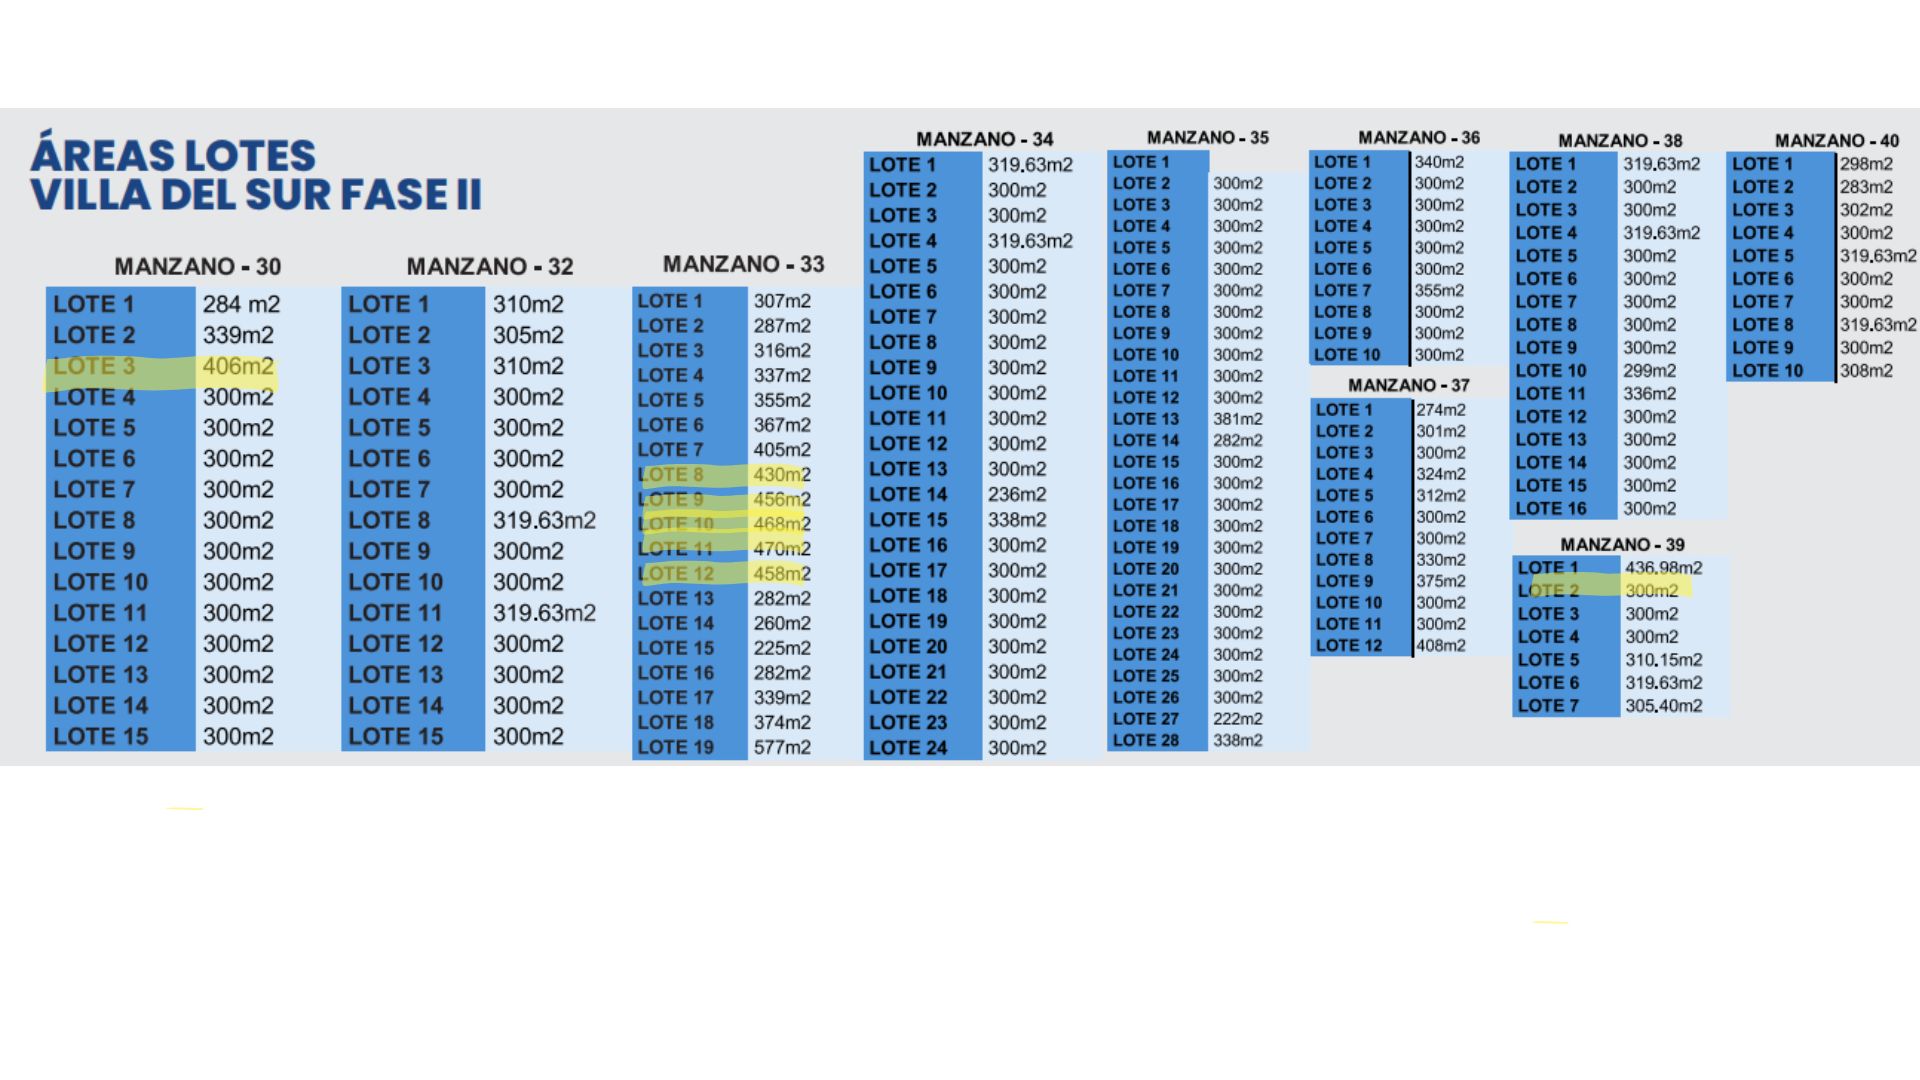 ÁREAS LOTES
VILLA DEL SUR FASE II
MANZANO - 30
LOTE 1 284 m2
LOTE 2 339m2
LOTE 3 406m2
LOTE 4 300m2
LOTE 5 300m2
LOTE 6 300m2
LOTE 7 300m2
LOTE 8 300m2
LOTE 9 300m2
LOTE 10 300m2
LOTE 11 300m2
LOTE 12 300m2
LOTE 13 300m2
LOTE 14 300m2
LOTE 15 300m2
MANZANO - 32
LOTE 1 310m2
LOTE 2 305m2
LOTE 3 310m2
LOTE 4 300m2
LOTE 5 300m2
LOTE 6 300m2
LOTE 7 300m2
LOTE 8 319.63m2
LOTE 9 300m2
LOTE 10 300m2
LOTE 11 319.63m2
LOTE 12 300m2
LOTE 13 300m2
LOTE 14 300m2
LOTE 15 300m2
MANZANO - 33
LOTE 1 307m2
LOTE 2 287m2
LOTE 3 316m2
LOTE 4 337m2
LOTE 5 355m2
LOTE 6 367m2
LOTE 7 405m2
LOTE 8 430m2
LOTE 9 456m2
LOTE 10 468m2
LOTE 11 470m2
LOTE 12 458m2
LOTE 13 282m2
LOTE 14 260m2
LOTE 15 225m2
LOTE 16 282m2
LOTE 17 339m2
LOTE 18 374m2
LOTE 19 577m2
MANZANO - 34
LOTE 1 319.63m2
LOTE 2 300m2
LOTE 3 300m2
LOTE 4 319.63m2
LOTE 5 300m2
LOTE 6 300m2
LOTE 7 300m2
LOTE 8 300m2
LOTE 9 300m2
LOTE 10 300m2
LOTE 11 300m2
LOTE 12 300m2
LOTE 13 300m2
LOTE 14 236m2
LOTE 15 338m2
LOTE 16 300m2
LOTE 17 300m2
LOTE 18 300m2
LOTE 19 300m2
LOTE 20 300m2
LOTE 21 300m2
LOTE 22 300m2
LOTE 23 300m2
LOTE 24 300m2
MANZANO - 35
LOTE 1
LOTE 2 300m2
LOTE 3 300m2
LOTE 4 300m2
LOTE 5 300m2
LOTE 6 300m2
LOTE 7 300m2
LOTE 8 300m2
LOTE 9 300m2
LOTE 10 300m2
LOTE 11 300m2
LOTE 12 300m2
LOTE 13 381m2
LOTE 14 282m2
LOTE 15 300m2
LOTE 16 300m2
LOTE 17 300m2
LOTE 18 300m2
LOTE 19 300m2
LOTE 20 300m2
LOTE 21 300m2
LOTE 22 300m2
LOTE 23 300m2
LOTE 24 300m2
LOTE 25 300m2
LOTE 26 300m2
LOTE 27 222m2
LOTE 28 338m2
MANZANO - 36
LOTE 1 340m2
LOTE 2 300m2
LOTE 3 300m2
LOTE 4 300m2
LOTE 5 300m2
LOTE 6 300m2
LOTE 7 355m2
LOTE 8 300m2
LOTE 9 300m2
LOTE 10 300m2
MANZANO - 37
LOTE 1 274m2
LOTE 2 301m2
LOTE 3 300m2
LOTE 4 324m2
LOTE 5 312m2
LOTE 6 300m2
LOTE 7 300m2
LOTE 8 330m2
LOTE 9 375m2
LOTE 10 300m2
LOTE 11 300m2
LOTE 12 408m2
MANZANO - 38
LOTE 1 319.63m2
LOTE 2 300m2
LOTE 3 300m2
LOTE 4 319.63m2
LOTE 5 300m2
LOTE 6 300m2
LOTE 7 300m2
LOTE 8 300m2
LOTE 9 300m2
LOTE 10 299m2
LOTE 11 336m2
LOTE 12 300m2
LOTE 13 300m2
LOTE 14 300m2
LOTE 15 300m2
LOTE 16 300m2
MANZANO - 39
LOTE 1 436.98m2
LOTE 2 300m2
LOTE 3 300m2
LOTE 4 300m2
LOTE 5 310.15m2
LOTE 6 319.63m2
LOTE 7 305.40m2
MANZANO - 40
LOTE 1 298m2
LOTE 2 283m2
LOTE 3 302m2
LOTE 4 300m2
LOTE 5 319.63m2
LOTE 6 300m2
LOTE 7 300m2
LOTE 8 319.63m2
LOTE 9 300m2
LOTE 10 308m2